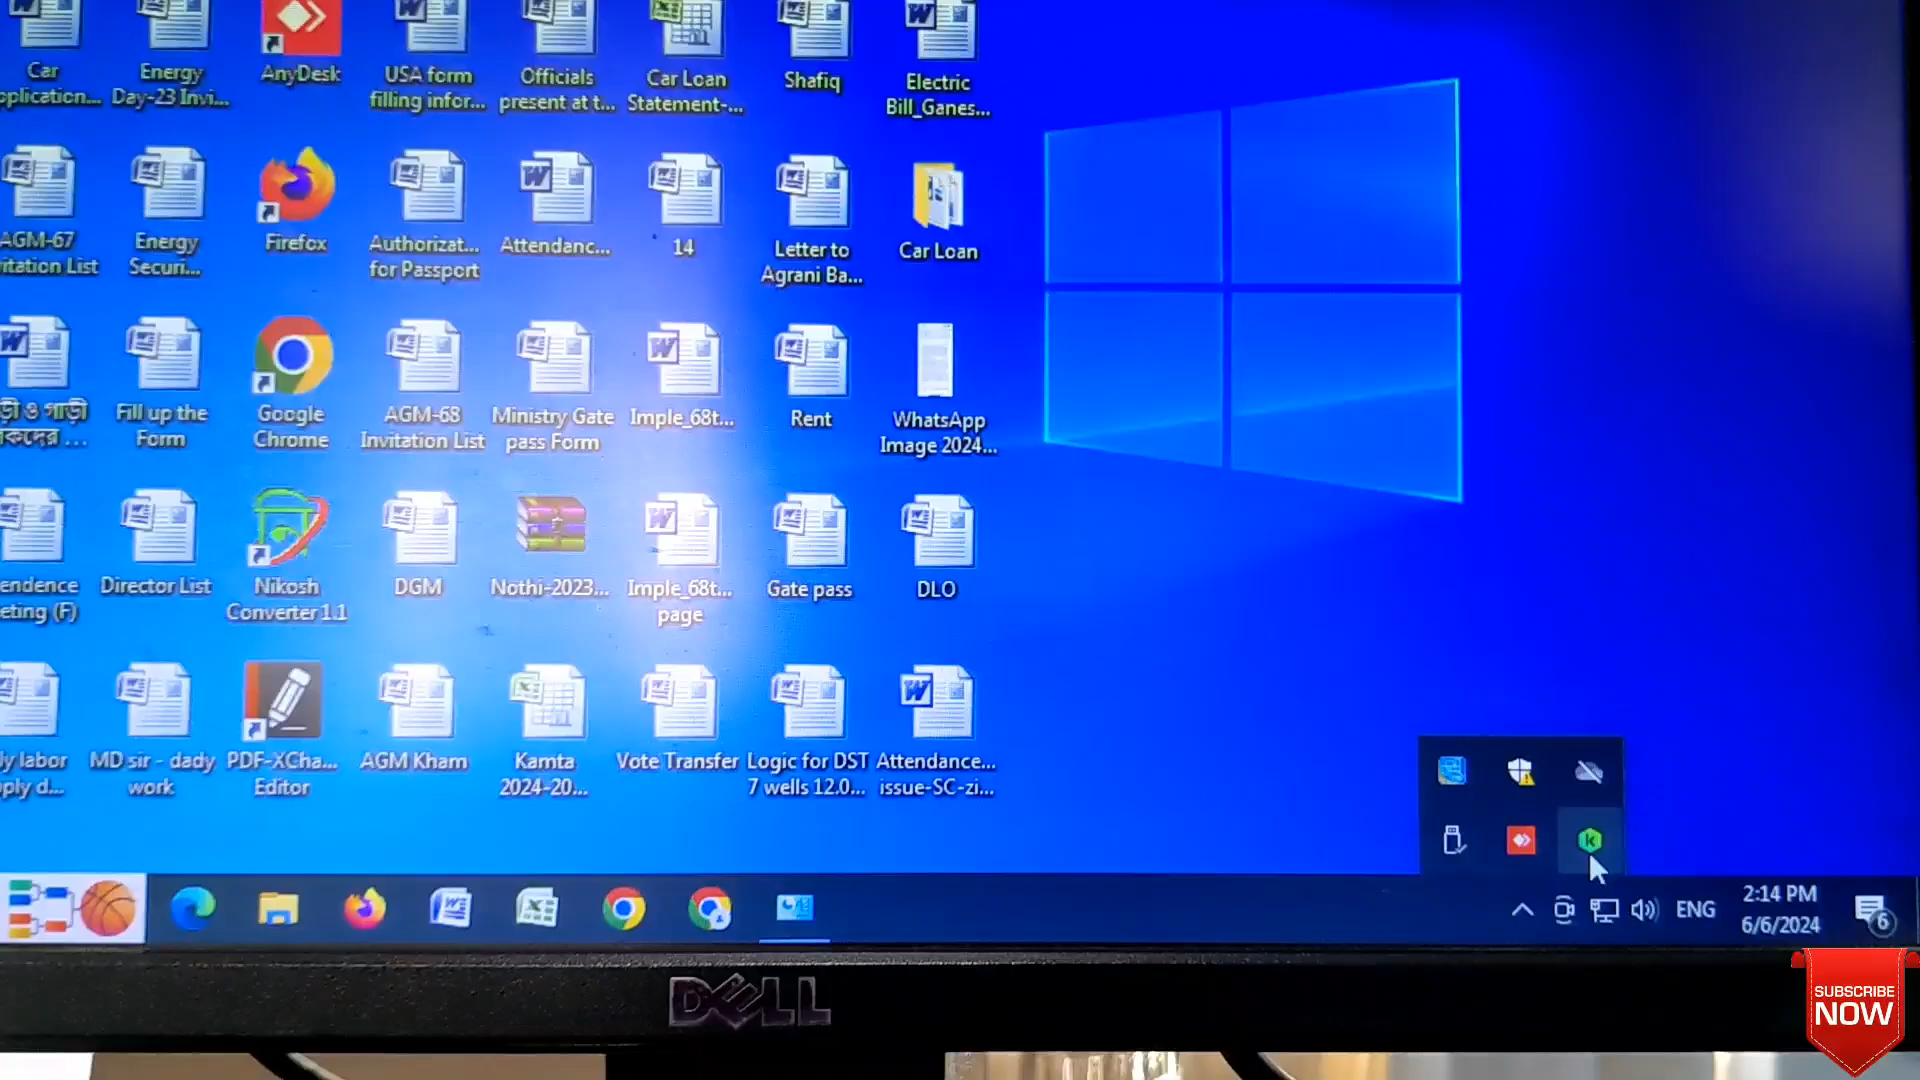 Car
pplication...
Energy
Day-23 Invi...
AnyDesk
USA form
filling infor...
Officials
present at t...
Car Loan
Statement-...
Shafiq
Electric
Bill_Ganes...
AGM-67
itation List
Energy
Securi...
Firefox
Authorizat...
for Passport
Attendanc...
14
Letter to
Agrani Ba...
Car Loan
ড়ী ও গাড়ী
কদের ...
Fill up the
Form
Google
Chrome
AGM-68
Invitation List
Ministry Gate
pass Form
Imple_68t...
Rent
WhatsApp
Image 2024...
endence
eting (F)
Director List
Nikosh
Converter 1.1
DGM
Nothi-2023...
Imple_68t...
page
Gate pass
DLO
ly labor
ply d...
MD sir - dady
work
PDF-XCha...
Editor
AGM Kham
Kamta
2024-20...
Vote Transfer
Logic for DST
7 wells 12.0...
Attendance...
issue-SC-zi...
ENG
2:14 PM
6/6/2024
6
DELL
SUBSCRIBE
NOW